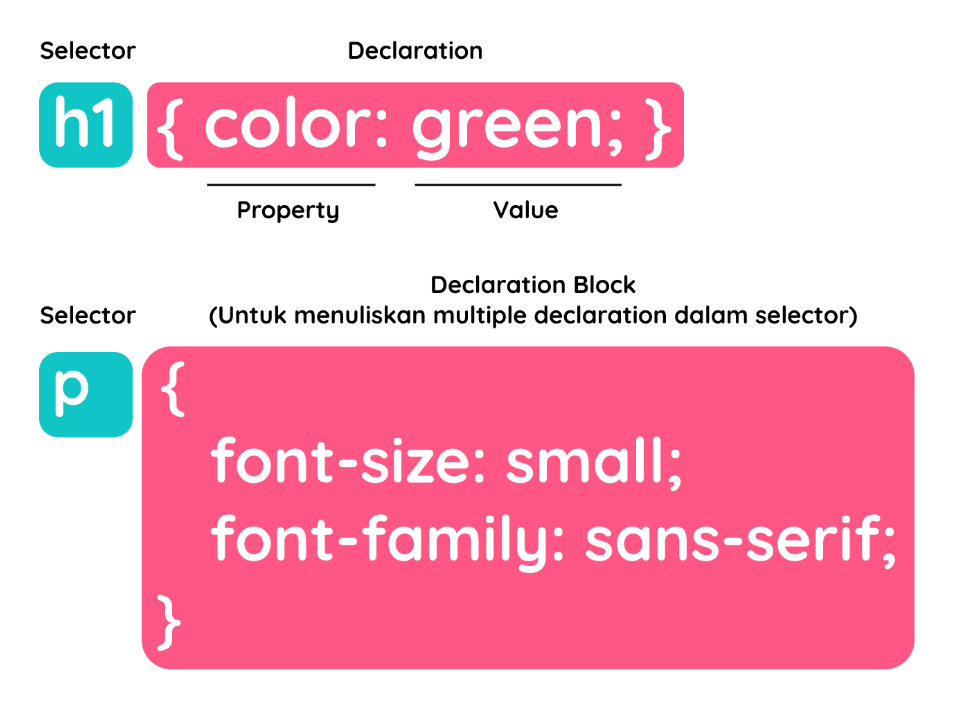 Selector Declaration
h1 { color: green; }
Property Value
Declaration Block
Selector (Untuk menuliskan multiple declaration dalam selector)
p {
font-size: small;
font-family: sans-serif;
}